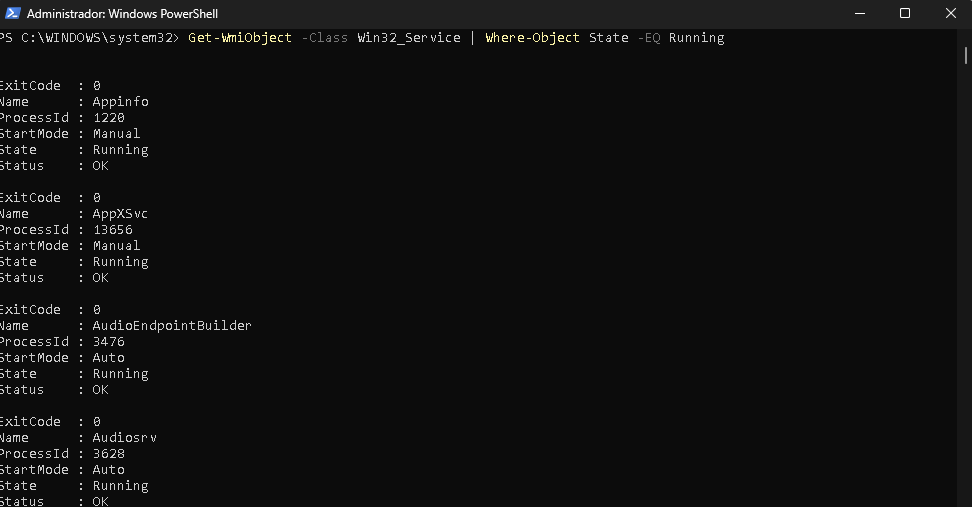 Administrador: Windows PowerShell
PS C:\WINDOWS\system32> Get-WmiObject -Class Win32_Service | Where-Object State -EQ Running
ExitCode  : 0
Name      : Appinfo
ProcessId : 1220
StartMode : Manual
State     : Running
Status    : OK
ExitCode  : 0
Name      : AppXSvc
ProcessId : 13656
StartMode : Manual
State     : Running
Status    : OK
ExitCode  : 0
Name      : AudioEndpointBuilder
ProcessId : 3476
StartMode : Auto
State     : Running
Status    : OK
ExitCode  : 0
Name      : Audiosrv
ProcessId : 3628
StartMode : Auto
State     : Running
Status    : OK